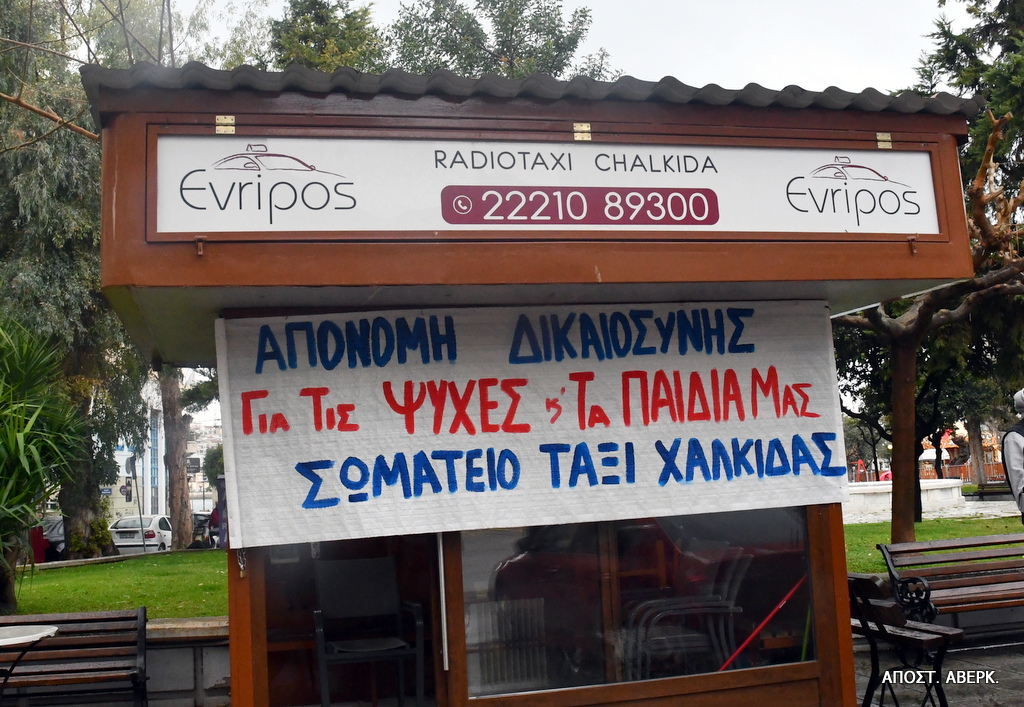 Evripos
RADIOTAXI CHALKIDA
22210 89300
Evripos
ΑΠΟΝΟΜΗ ΔΙΚΑΙΟΣΥΝΗΣ
Για Τις ΨΥΧΕΣ κ' Τα ΠΑΙΔΙΑ Μας
ΣΩΜΑΤΕΙΟ ΤΑΞΙ ΧΑΛΚΙΔΑΣ
ΑΠΟΣΤ. ΑΒΕΡΚ.